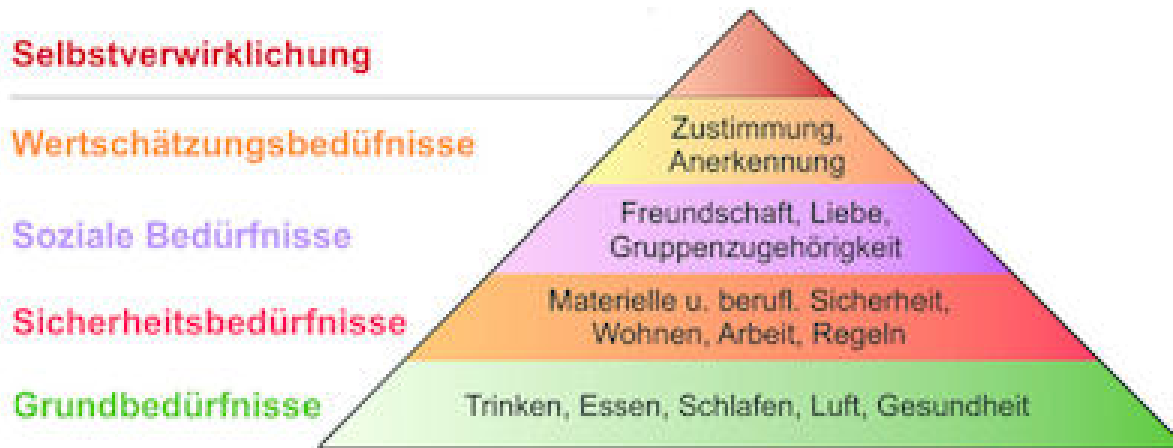 Selbstverwirklichung
Wertschätzungsbedüfnisse
Zustimmung,
Anerkennung
Soziale Bedürfnisse
Freundschaft, Liebe,
Gruppenzugehörigkeit
Sicherheitsbedürfnisse
Materielle u. berufl. Sicherheit,
Wohnen, Arbeit, Regeln
Grundbedürfnisse
Trinken, Essen, Schlafen, Luft, Gesundheit